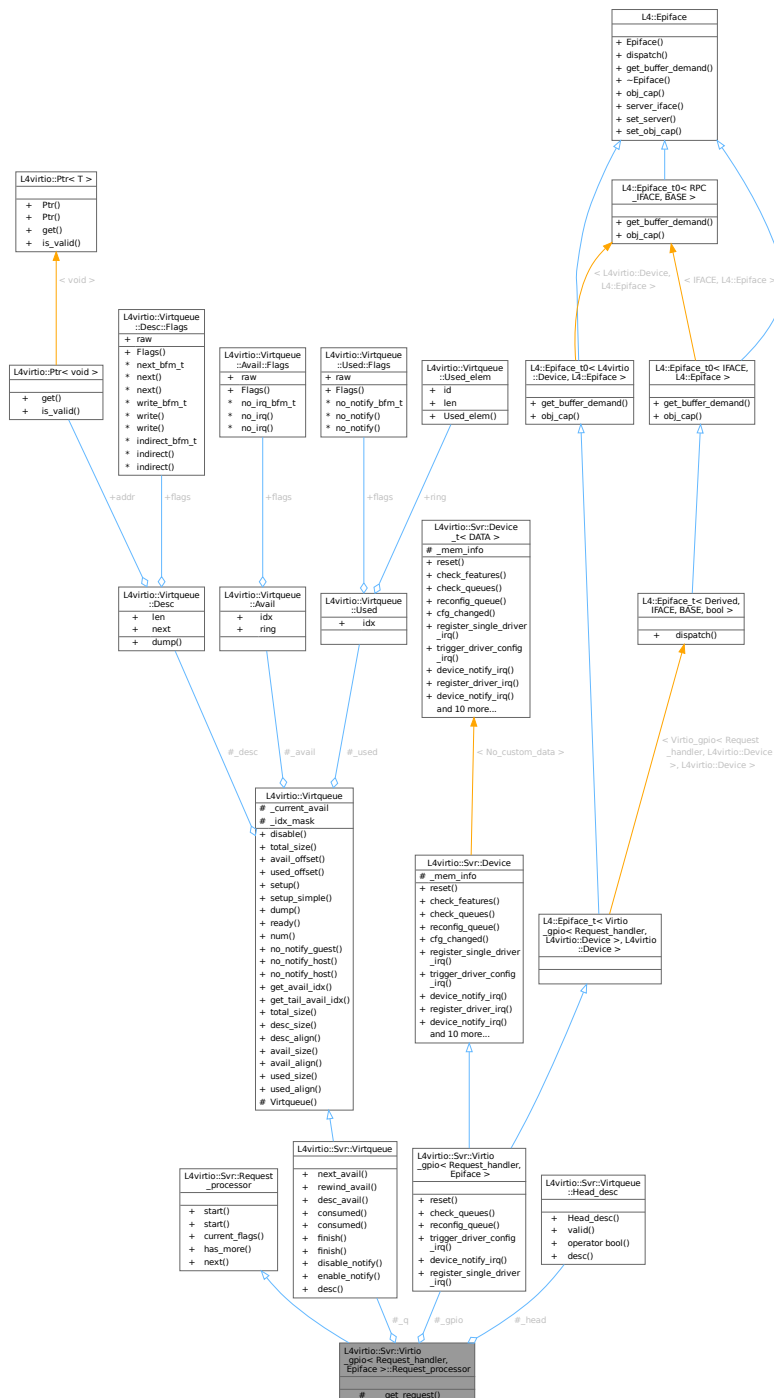 L4::Epiface
+ Epiface()
+ dispatch()
+ get_buffer_demand()
+ ~Epiface()
+ obj_cap()
+ server_iface()
+ set_server()
+ set_obj_cap()
L4virtio::Ptr< T >
+ Ptr()
+ Ptr()
+ get()
+ is_valid()
L4::Epiface_t0< RPC
_IFACE, BASE >
+ get_buffer_demand()
+ obj_cap()
< void >
< L4virtio::Device,
L4::Epiface >
< IFACE, L4::Epiface >
L4virtio::Ptr< void >
+ get()
+ is_valid()
L4virtio::Virtqueue
::Desc::Flags
+ raw
+ Flags()
* next_bfm_t
* next()
* next()
* write_bfm_t
* write()
* write()
* indirect_bfm_t
* indirect()
* indirect()
L4virtio::Virtqueue
::Avail::Flags
+ raw
+ Flags()
* no_irq_bfm_t
* no_irq()
* no_irq()
L4virtio::Virtqueue
::Used::Flags
+ raw
+ Flags()
* no_notify_bfm_t
* no_notify()
* no_notify()
L4virtio::Virtqueue
::Used_elem
+ id
+ len
+ Used_elem()
L4::Epiface_t0< L4virtio
::Device, L4::Epiface >
+ get_buffer_demand()
+ obj_cap()
L4::Epiface_t0< IFACE,
L4::Epiface >
+ get_buffer_demand()
+ obj_cap()
+addr
+flags
+flags
+flags
+ring
L4virtio::Virtqueue
::Desc
+ len
+ next
+ dump()
L4virtio::Virtqueue
::Avail
+ idx
+ ring
L4virtio::Virtqueue
::Used
+ idx
L4virtio::Svr::Device
_t< DATA >
# _mem_info
+ reset()
+ check_features()
+ check_queues()
+ reconfig_queue()
+ cfg_changed()
+ register_single_driver
_irq()
+ trigger_driver_config
_irq()
+ device_notify_irq()
+ register_driver_irq()
+ device_notify_irq()
and 10 more...
L4::Epiface_t< Derived,
IFACE, BASE, bool >
+ dispatch()
#_desc
#_avail
#_used
< No_custom_data >
< Virtio_gpio< Request
_handler, L4virtio::Device
>, L4virtio::Device >
L4virtio::Virtqueue
# _current_avail
# _idx_mask
+ disable()
+ total_size()
+ avail_offset()
+ used_offset()
+ setup()
+ setup_simple()
+ dump()
+ ready()
+ num()
+ no_notify_guest()
+ no_notify_host()
+ no_notify_host()
+ get_avail_idx()
+ get_tail_avail_idx()
+ total_size()
+ desc_size()
+ desc_align()
+ avail_size()
+ avail_align()
+ used_size()
+ used_align()
# Virtqueue()
L4virtio::Svr::Device
# _mem_info
+ reset()
+ check_features()
+ check_queues()
+ reconfig_queue()
+ cfg_changed()
+ register_single_driver
_irq()
+ trigger_driver_config
_irq()
+ device_notify_irq()
+ register_driver_irq()
+ device_notify_irq()
and 10 more...
L4::Epiface_t< Virtio
_gpio< Request_handler,
L4virtio::Device >, L4virtio
::Device >
L4virtio::Svr::Request
_processor
+ start()
+ start()
+ current_flags()
+ has_more()
+ next()
L4virtio::Svr::Virtqueue
+ next_avail()
+ rewind_avail()
+ desc_avail()
+ consumed()
+ consumed()
+ finish()
+ finish()
+ disable_notify()
+ enable_notify()
+ desc()
L4virtio::Svr::Virtio
_gpio< Request_handler,
Epiface >
+ reset()
+ check_queues()
+ reconfig_queue()
+ trigger_driver_config
_irq()
+ device_notify_irq()
+ register_single_driver
_irq()
L4virtio::Svr::Virtqueue
::Head_desc
+ Head_desc()
+ valid()
+ operator bool()
+ desc()
#_q
#_gpio
#_head
L4virtio::Svr::Virtio
_gpio< Request_handler,
Epiface >::Request_processor
# get_request()